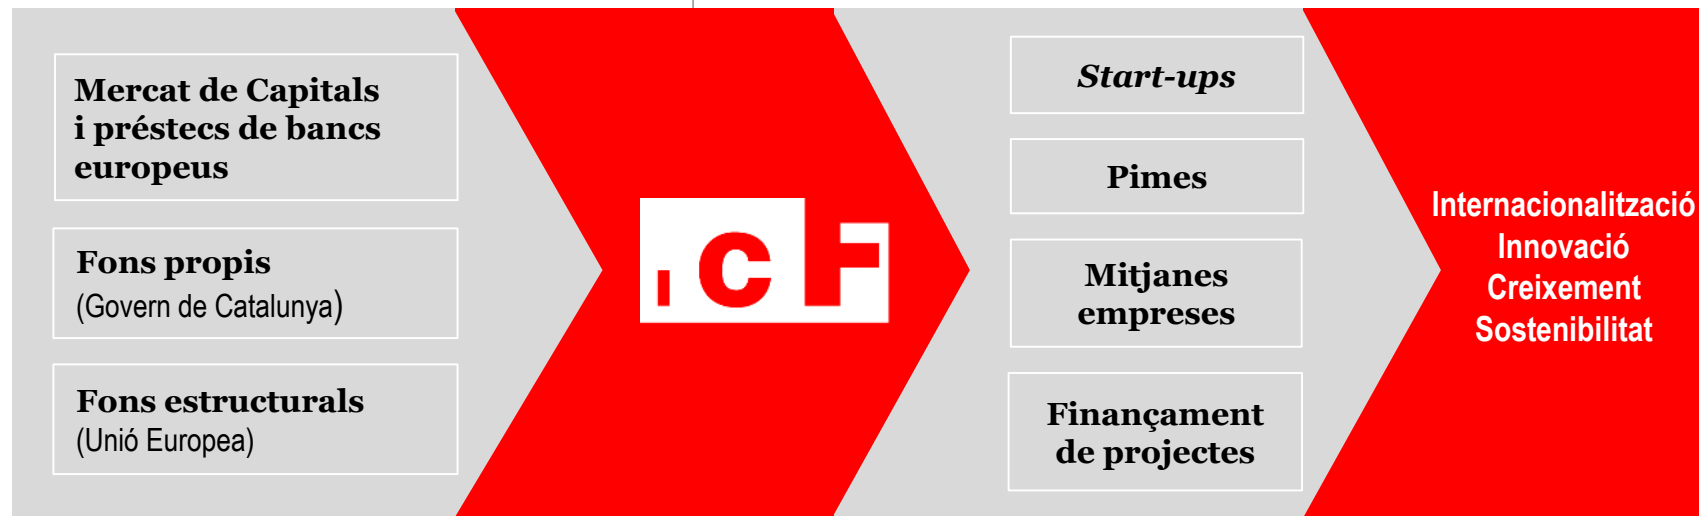 Mercat de Capitals
i préstecs de bancs
europeus
Fons propis
(Govern de Catalunya)
Fons estructurals
(Unió Europea)
ICF
Start-ups
Pimes
Mitjanes
empreses
Finançament
de projectes
Internacionalització
Innovació
Creixement
Sostenibilitat